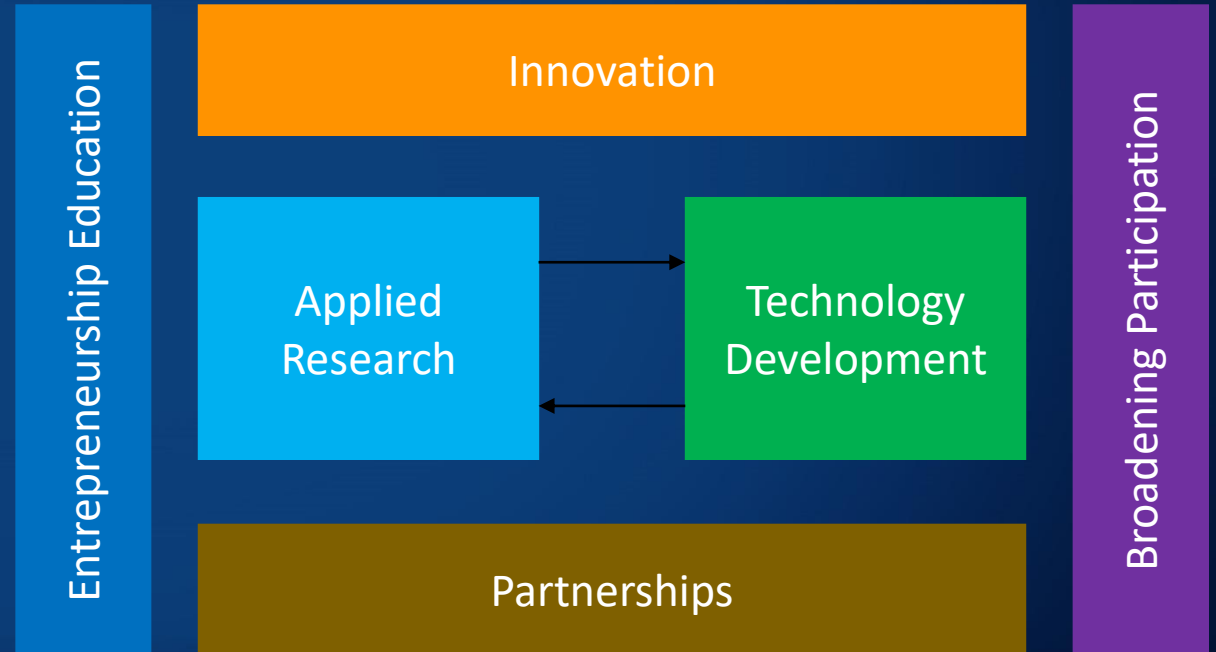 Entrepreneurship Education
Innovation
Applied
Research
Technology
Development
Partnerships
Broadening Participation